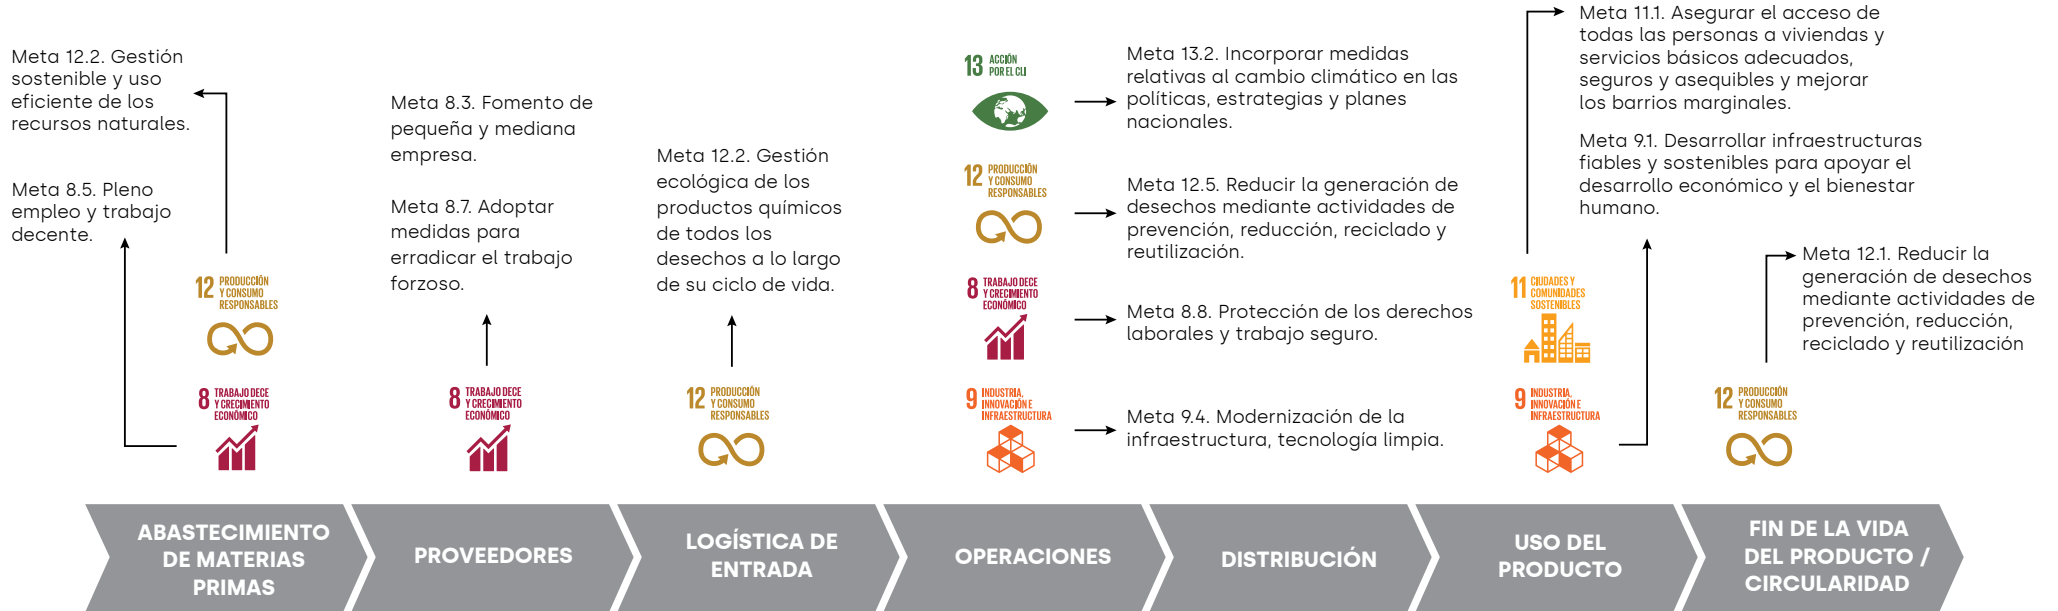 Meta 12.2. Gestión
sostenible y uso
eficiente de los
recursos naturales.
Meta 8.5. Pleno
empleo y trabajo
decente.
12 PRODUCCIÓN
Y CONSUMO
RESPONSABLES
8 TRABAJO DECE
Y CRECIMIENTO
ECONÓMICO
Meta 8.3. Fomento de
pequeña y mediana
empresa.
Meta 8.7. Adoptar
medidas para
erradicar el trabajo
forzoso.
8 TRABAJO DECE
Y CRECIMIENTO
ECONÓMICO
Meta 12.2. Gestión
ecológica de los
productos químicos
de todos los
desechos a lo largo
de su ciclo de vida.
12 PRODUCCIÓN
Y CONSUMO
RESPONSABLES
13 ACCIÓN
POR EL CLI
Meta 13.2. Incorporar medidas
relativas al cambio climático en las
políticas, estrategias y planes
nacionales.
12 PRODUCCIÓN
Y CONSUMO
RESPONSABLES
Meta 12.5. Reducir la generación de
desechos mediante actividades de
prevención, reducción, reciclado y
reutilización.
8 TRABAJO DECE
Y CRECIMIENTO
ECONÓMICO
Meta 8.8. Protección de los derechos
laborales y trabajo seguro.
9 INDUSTRIA,
INNOVACIÓN E
INFRAESTRUCTURA
Meta 9.4. Modernización de la
infraestructura, tecnología limpia.
Meta 11.1. Asegurar el acceso de
todas las personas a viviendas y
servicios básicos adecuados,
seguros y asequibles y mejorar
los barrios marginales.
Meta 9.1. Desarrollar infraestructuras
fiables y sostenibles para apoyar el
desarrollo económico y el bienestar
humano.
11 CIUDADES Y
COMUNIDADES
SOSTENIBLES
9 INDUSTRIA,
INNOVACIÓN E
INFRAESTRUCTURA
Meta 12.1. Reducir la
generación de desechos
mediante actividades de
prevención, reducción,
reciclado y reutilización
12 PRODUCCIÓN
Y CONSUMO
RESPONSABLES
ABASTECIMIENTO
DE MATERIAS
PRIMAS
PROVEEDORES
LOGÍSTICA DE
ENTRADA
OPERACIONES
DISTRIBUCIÓN
USO DEL
PRODUCTO
FIN DE LA VIDA
DEL PRODUCTO /
CIRCULARIDAD